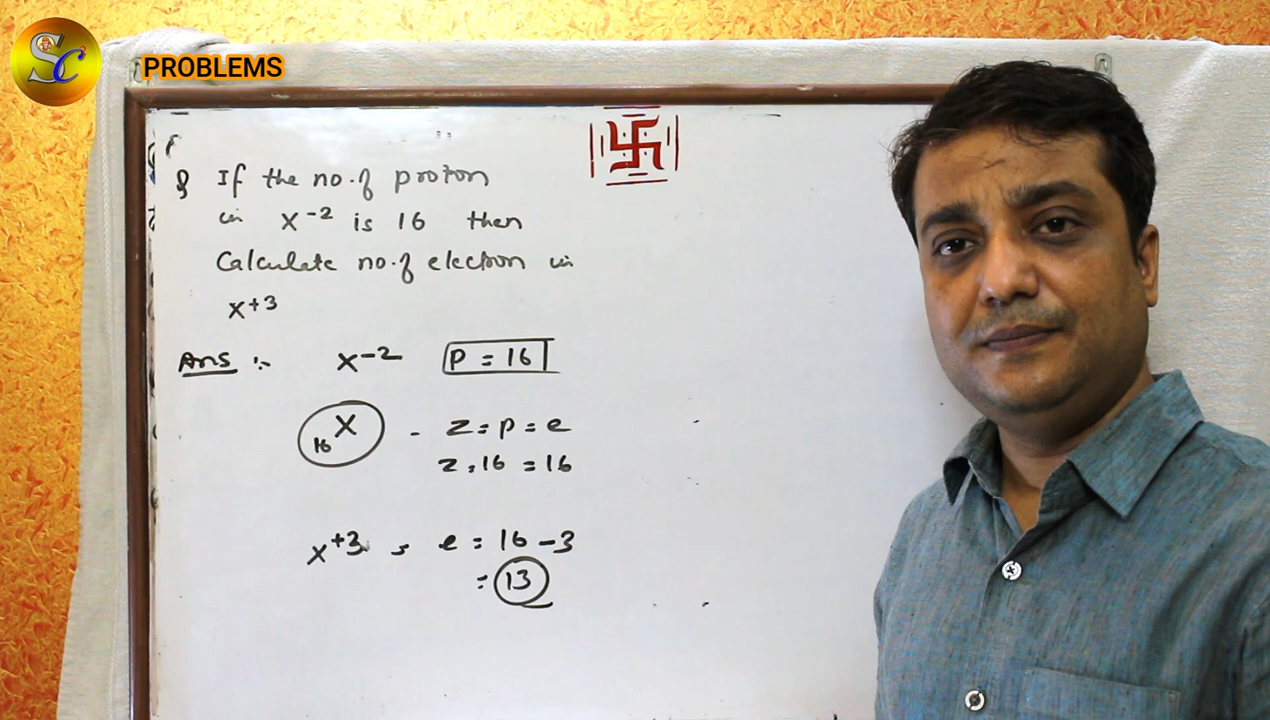 SC
PROBLEMS
Q If the no. of proton
in X⁻² is 16 then
Calculate no. of electron in
X⁺³
Ans :- X⁻² P = 16
₁₆X - Z = P = e
Z = 16 = 16
X⁺³ , e = 16 - 3
= 13